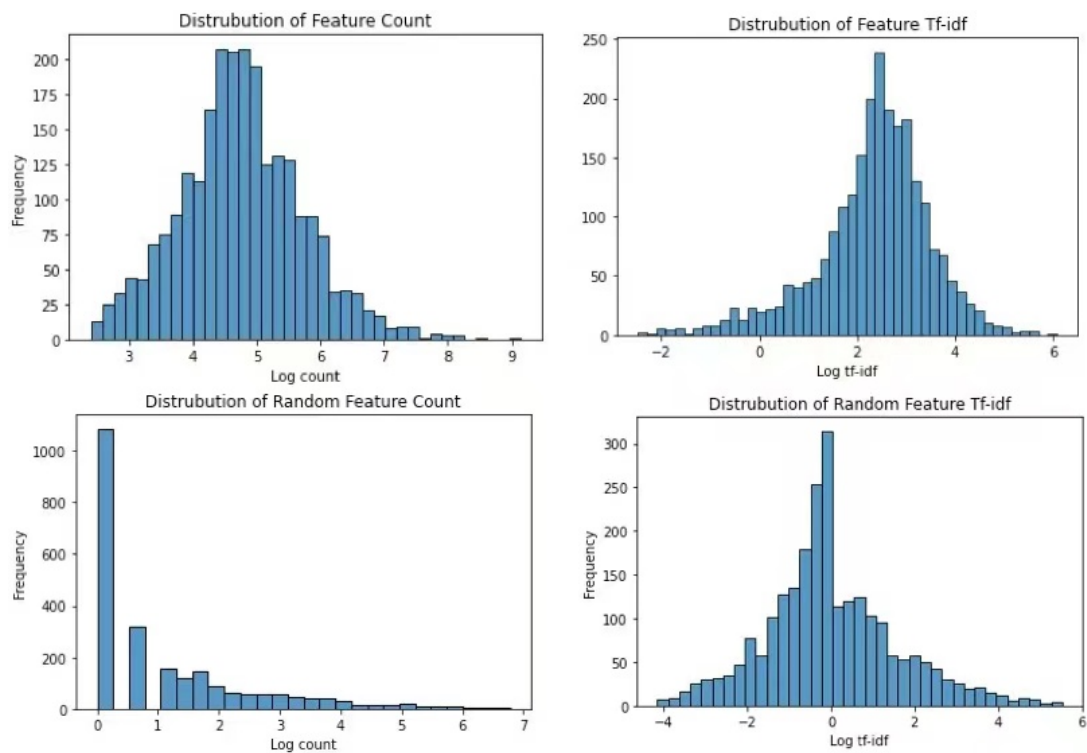 Distrubution of Feature Count
200
175
150
125
100
75
50
25
0
Frequency
3 4 5 6 7 8 9
Log count
Distrubution of Feature Tf-idf
250
200
150
100
50
0
Frequency
−2 0 2 4 6
Log tf-idf
Distrubution of Random Feature Count
1000
800
600
400
200
0
Frequency
0 1 2 3 4 5 6 7
Log count
Distrubution of Random Feature Tf-idf
300
250
200
150
100
50
0
Frequency
−4 −2 0 2 4 6
Log tf-idf